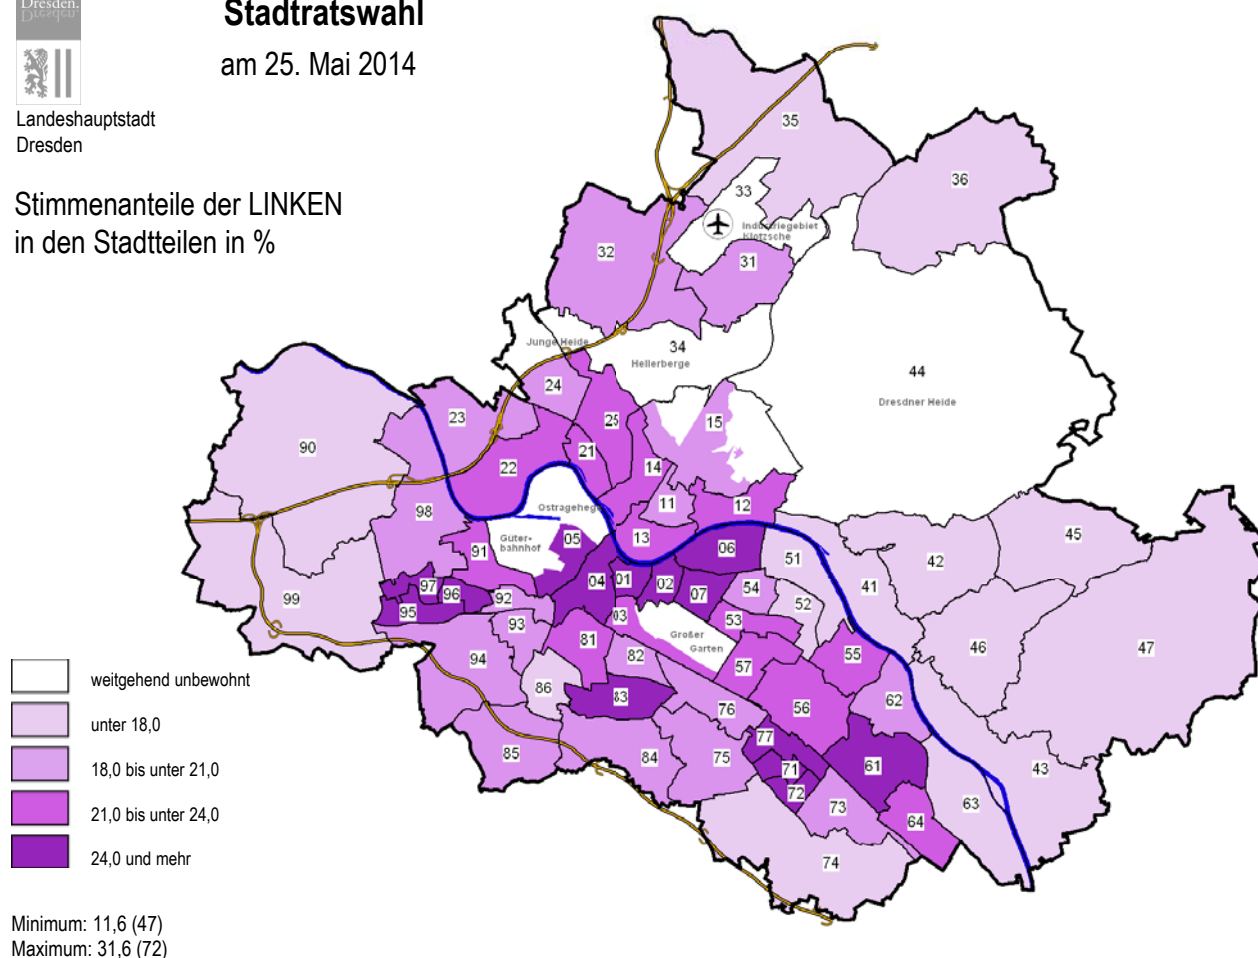 Dresden.
Stadtratswahl
am 25. Mai 2014
Landeshauptstadt
Dresden
Stimmenanteile der LINKEN
in den Stadtteilen in %
35
36
33
Industriegebiet
Klotzsche
32
31
Junge Heide
34
Hellerberge
44
Dresdner Heide
24
23
25
15
90
21
22
14
11
12
98
Ostragehege
Güter-
bahnhof
05
13
06
45
42
91
51
41
97
96
04
01
02
07
54
52
99
95
92
03
53
93
Großer
Garten
81
82
94
57
55
46
47
86
83
62
76
56
77
85
84
75
71
61
43
72
73
63
64
74
weitgehend unbewohnt
unter 18,0
18,0 bis unter 21,0
21,0 bis unter 24,0
24,0 und mehr
Minimum: 11,6 (47)
Maximum: 31,6 (72)